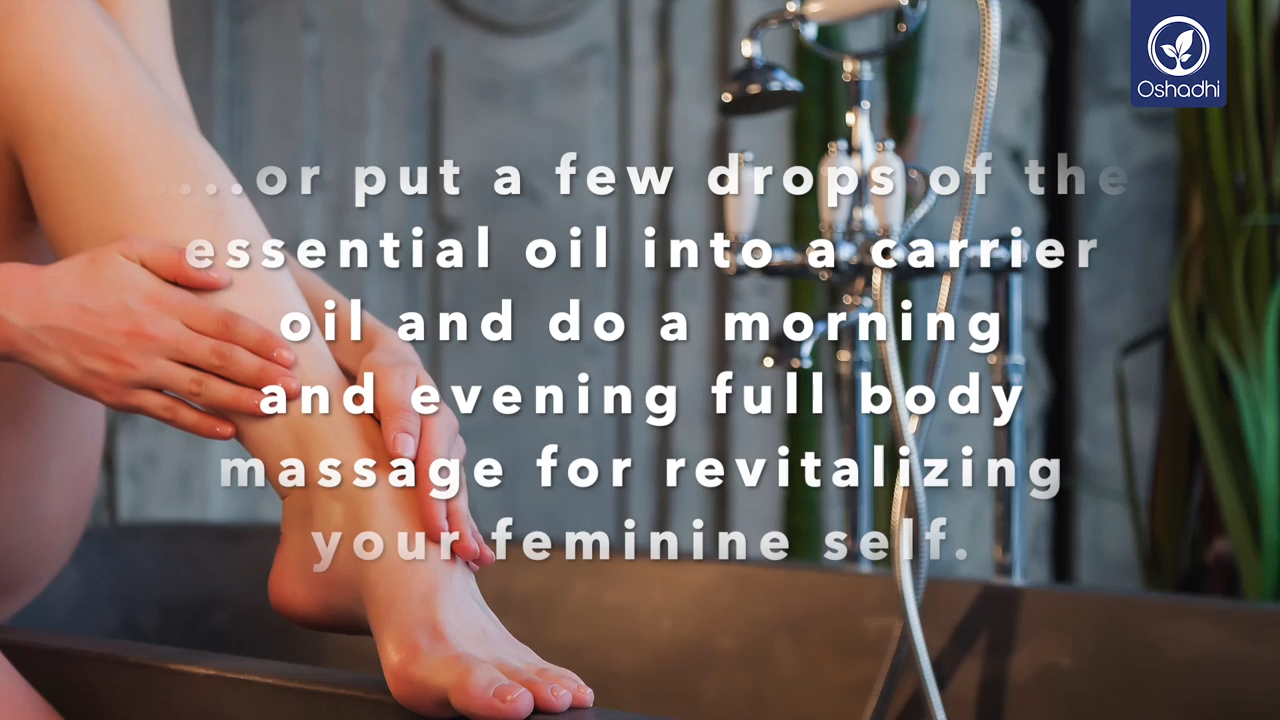 Oshadhi
....or put a few drops of the
essential oil into a carrier
oil and do a morning
and evening full body
massage for revitalizing
your feminine self.